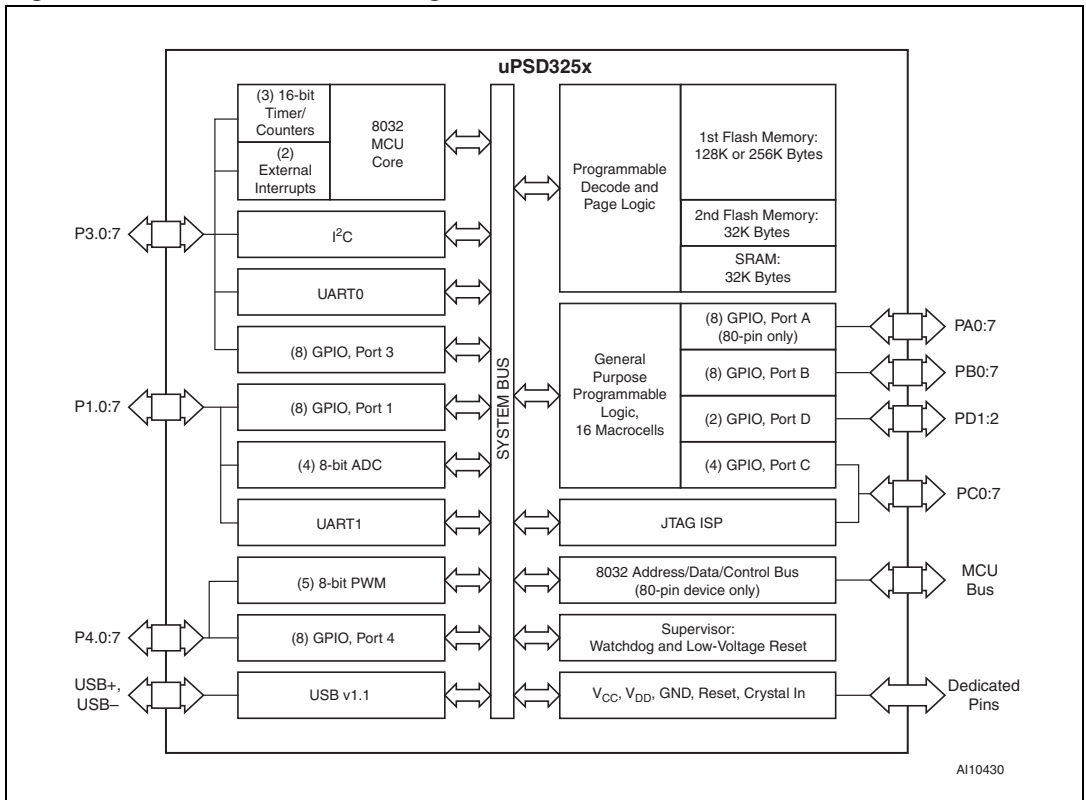 uPSD325x
(3) 16-bit
Timer/
Counters
(2)
External
Interrupts
8032
MCU
Core
I²C
UART0
(8) GPIO, Port 3
(8) GPIO, Port 1
(4) 8-bit ADC
UART1
(5) 8-bit PWM
(8) GPIO, Port 4
USB v1.1
P3.0:7
P1.0:7
P4.0:7
USB+,
USB–
SYSTEM BUS
Programmable
Decode and
Page Logic
1st Flash Memory:
128K or 256K Bytes
2nd Flash Memory:
32K Bytes
SRAM:
32K Bytes
General
Purpose
Programmable
Logic,
16 Macrocells
(8) GPIO, Port A
(80-pin only)
(8) GPIO, Port B
(2) GPIO, Port D
(4) GPIO, Port C
JTAG ISP
8032 Address/Data/Control Bus
(80-pin device only)
Supervisor:
Watchdog and Low-Voltage Reset
VCC, VDD, GND, Reset, Crystal In
PA0:7
PB0:7
PD1:2
PC0:7
MCU
Bus
Dedicated
Pins
AI10430